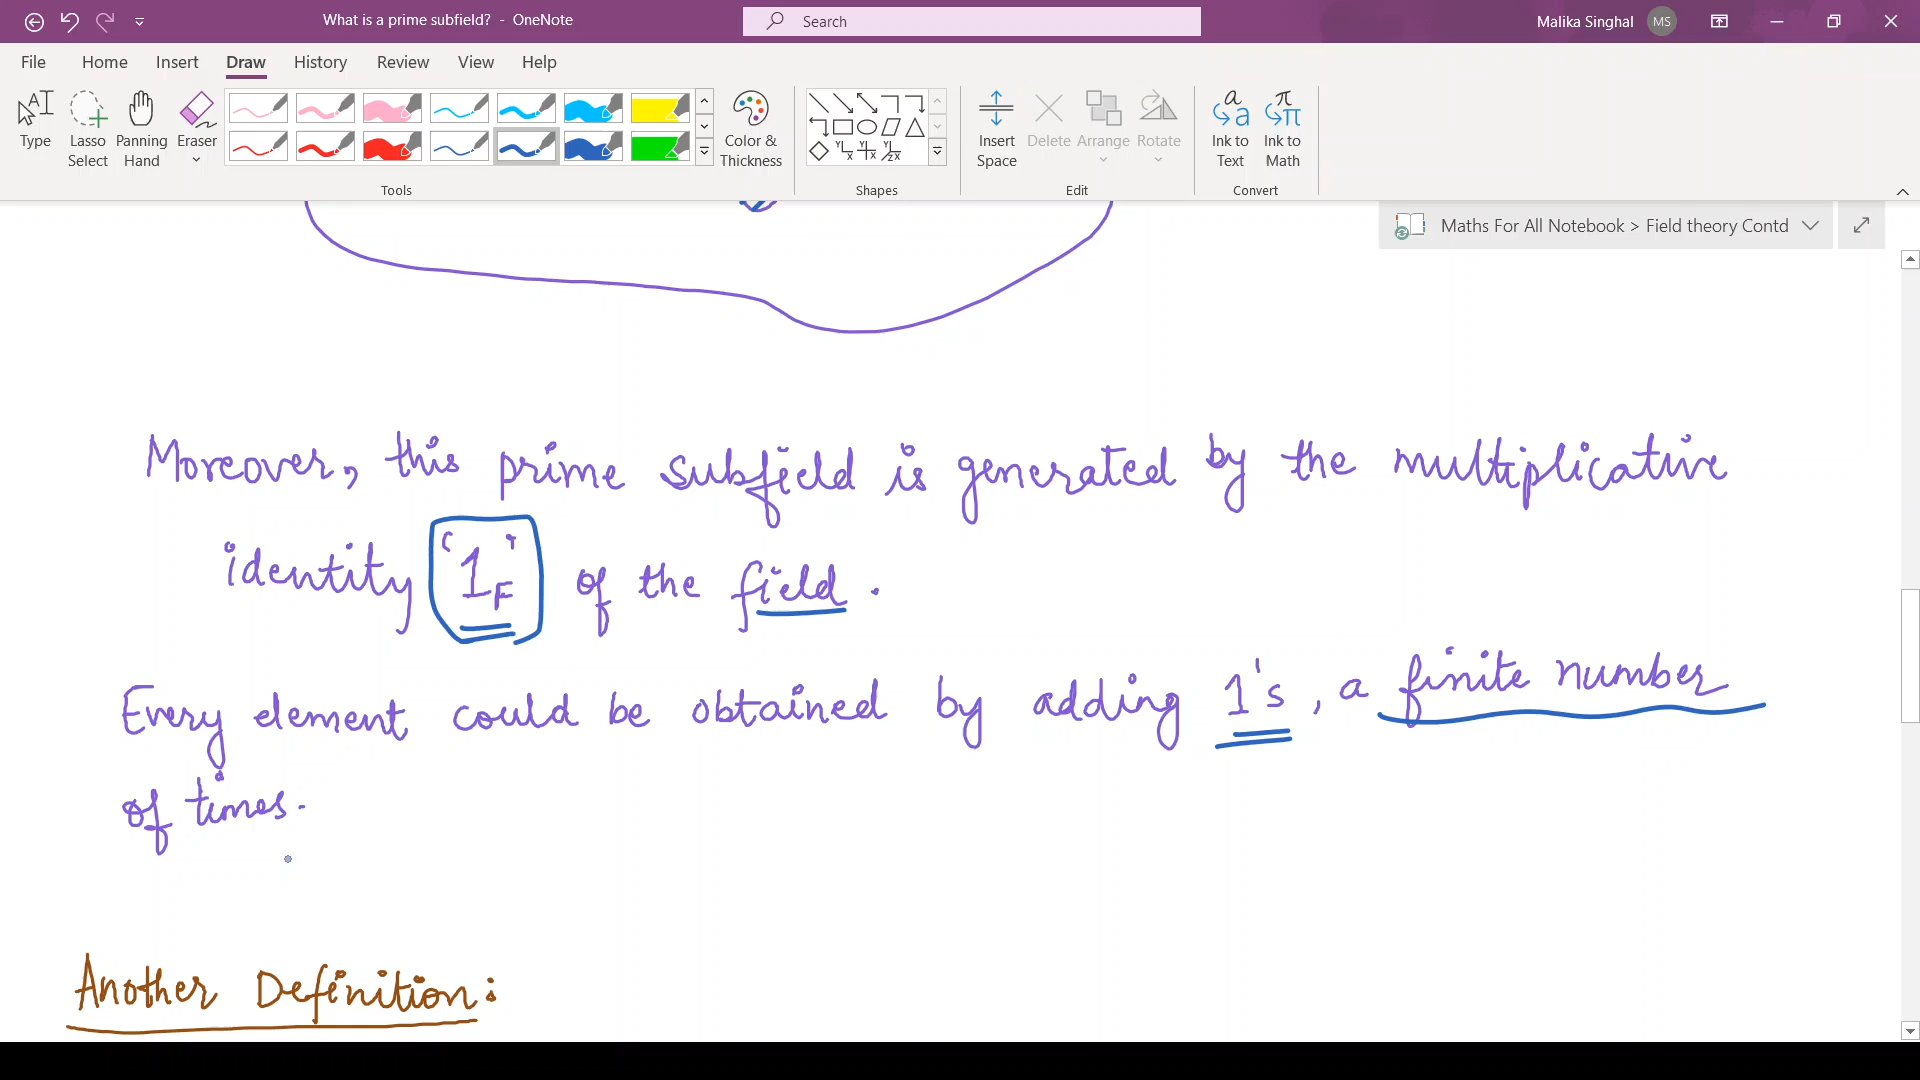 What is a prime subfield? - OneNote
Search
Malika Singhal MS
File Home Insert Draw History Review View Help
Type
Lasso Select
Panning Hand
Eraser
Color & Thickness
Insert Space
Delete
Arrange
Rotate
Ink to Text
Ink to Math
Tools Shapes Edit Convert
Maths For All Notebook > Field theory Contd
Moreover, this prime subfield is generated by the multiplicative
identity '1_F' of the field.
Every element could be obtained by adding 1's, a finite number
of times.
Another Definition: